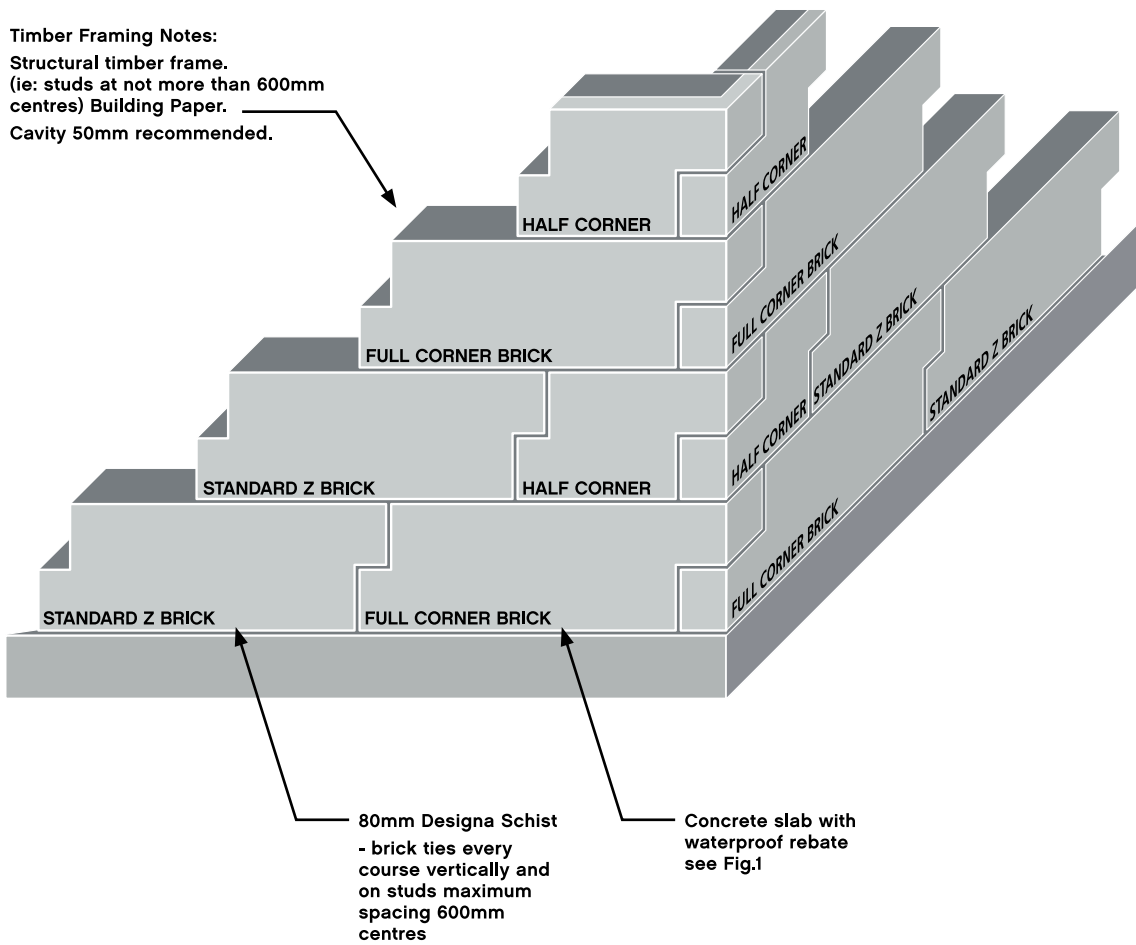 Timber Framing Notes:
Structural timber frame.
(ie: studs at not more than 600mm
centres) Building Paper.
Cavity 50mm recommended.
HALF CORNER
HALF CORNER
FULL CORNER BRICK
FULL CORNER BRICK
STANDARD Z BRICK
HALF CORNER
HALF CORNER
STANDARD Z BRICK
STANDARD Z BRICK
FULL CORNER BRICK
FULL CORNER BRICK
STANDARD Z BRICK
80mm Designa Schist
- brick ties every
course vertically and
on studs maximum
spacing 600mm
centres
Concrete slab with
waterproof rebate
see Fig.1